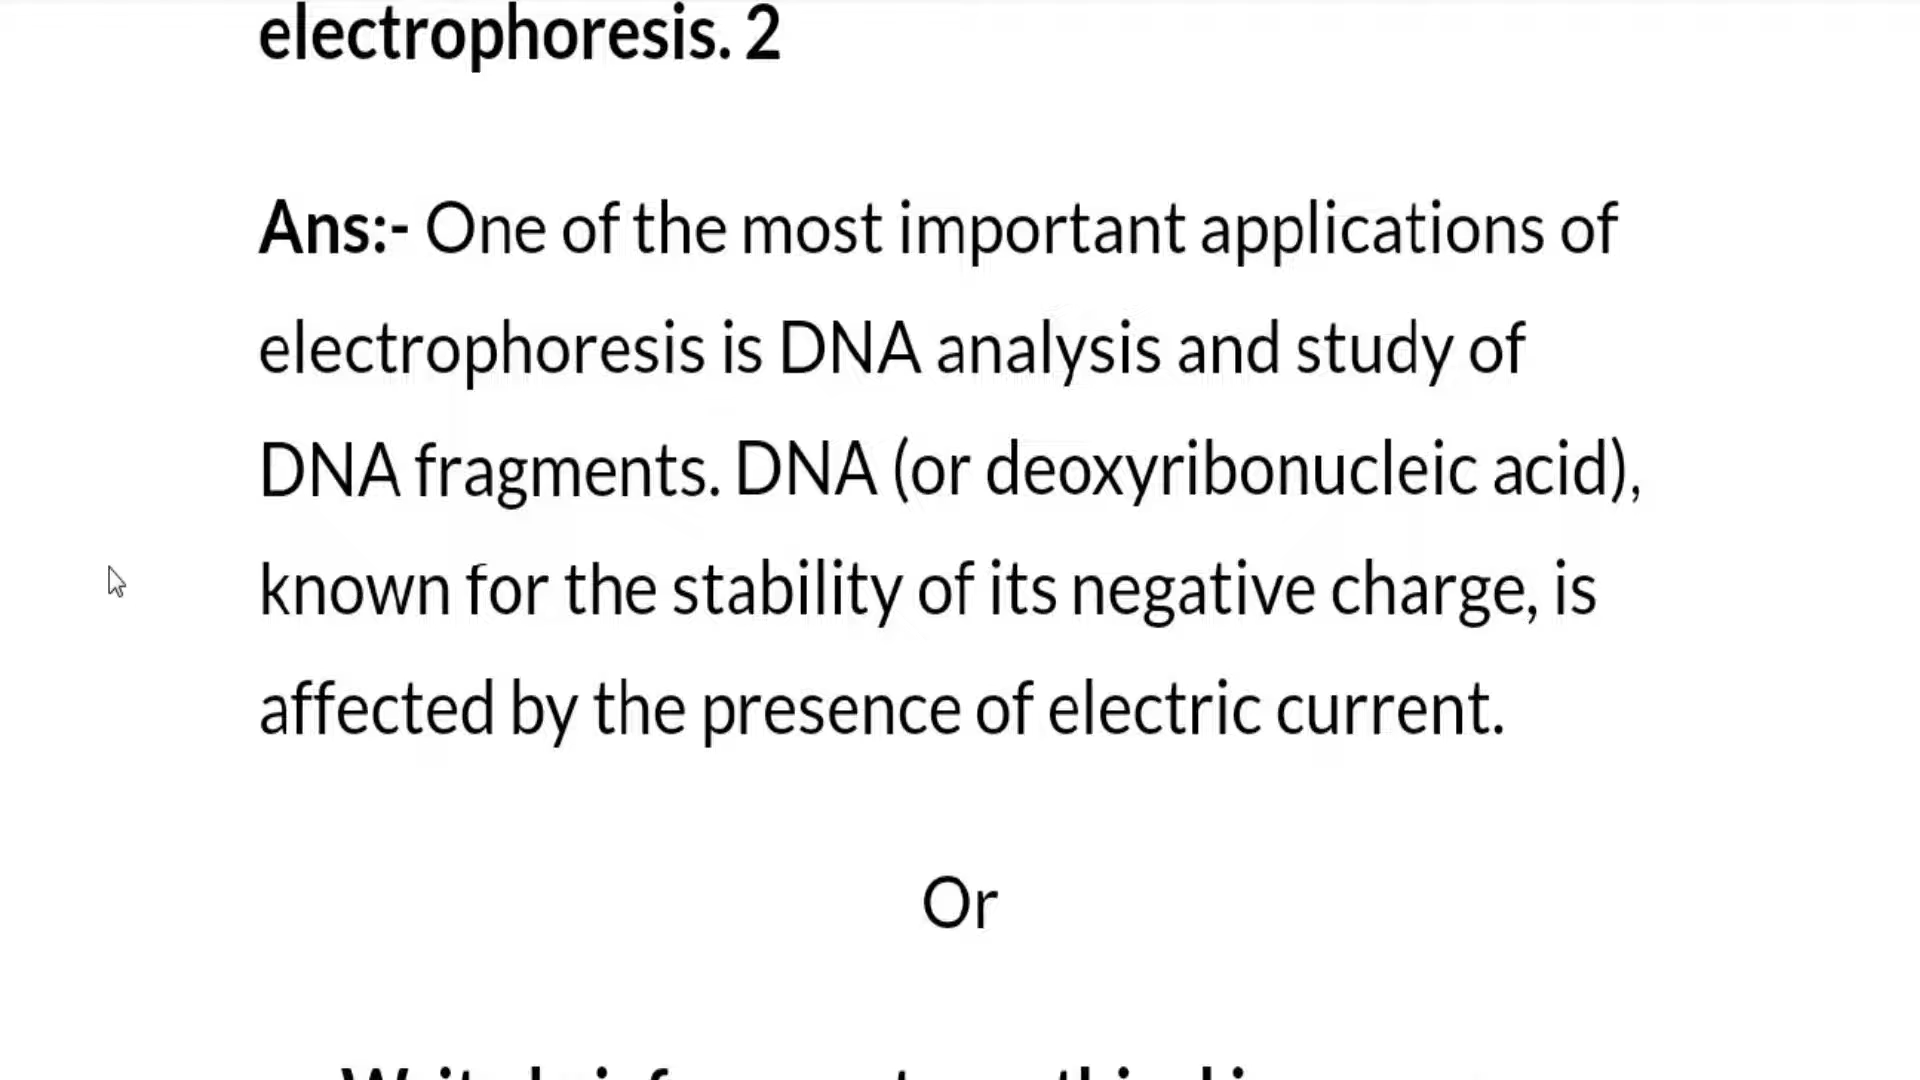 electrophoresis. 2
Ans:- One of the most important applications of
electrophoresis is DNA analysis and study of
DNA fragments. DNA (or deoxyribonucleic acid),
known for the stability of its negative charge, is
affected by the presence of electric current.
Or